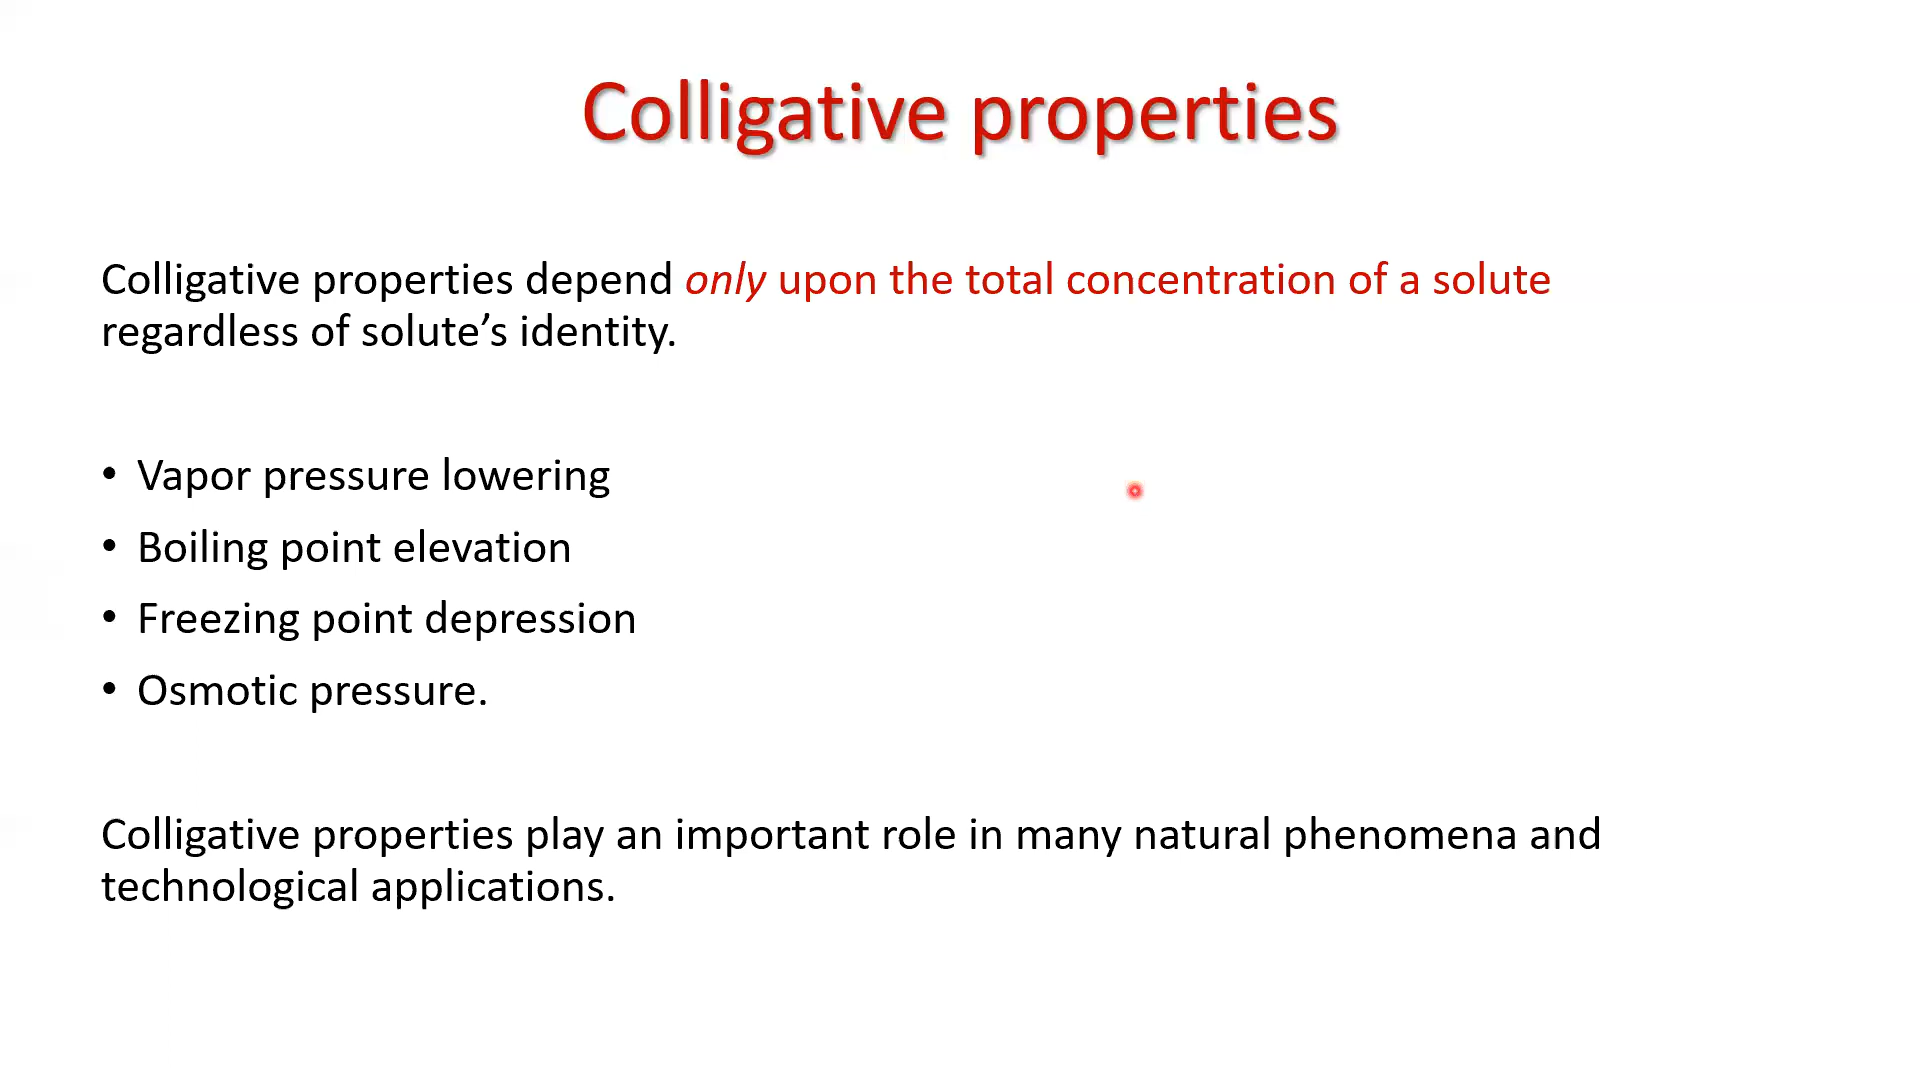 Colligative properties
Colligative properties depend only upon the total concentration of a solute
regardless of solute’s identity.
• Vapor pressure lowering
• Boiling point elevation
• Freezing point depression
• Osmotic pressure.
Colligative properties play an important role in many natural phenomena and
technological applications.